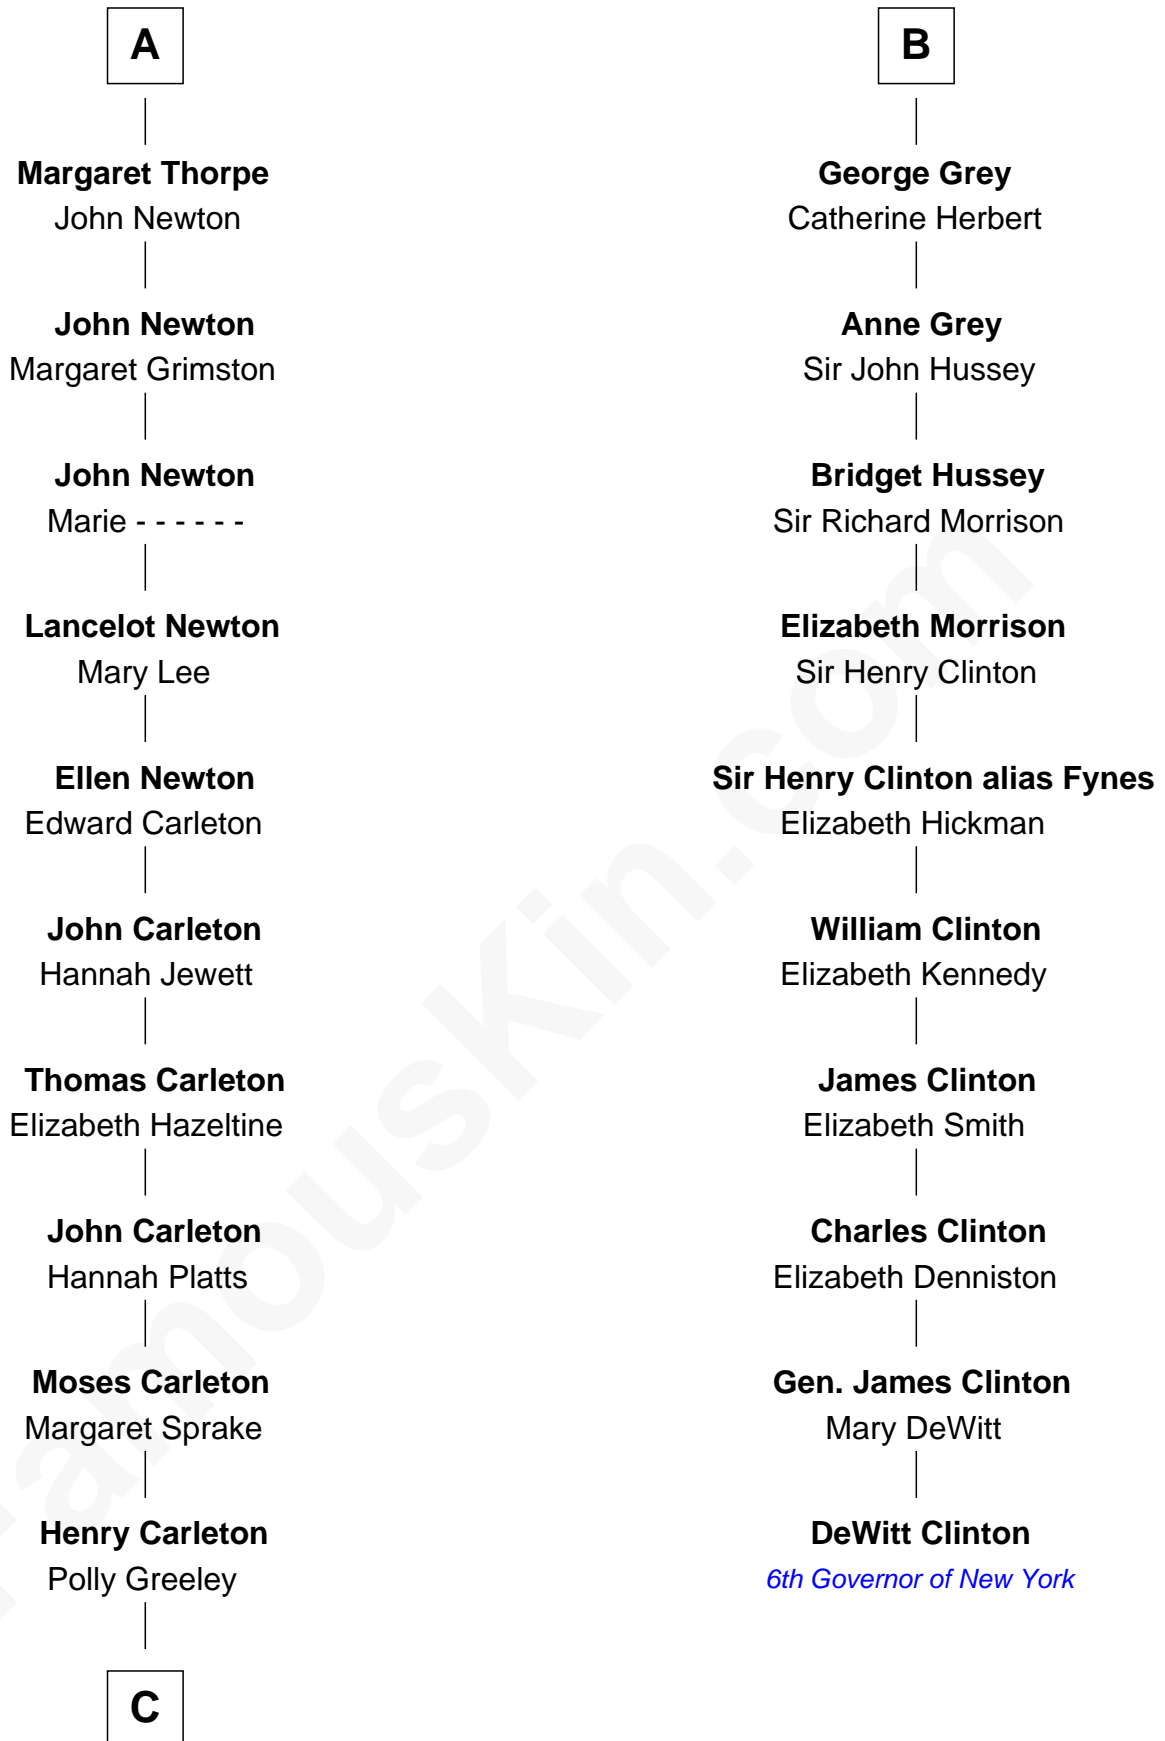 A
Margaret Thorpe
John Newton
John Newton
Margaret Grimston
John Newton
Marie - - - - - -
Lancelot Newton
Mary Lee
Ellen Newton
Edward Carleton
John Carleton
Hannah Jewett
Thomas Carleton
Elizabeth Hazeltine
John Carleton
Hannah Platts
Moses Carleton
Margaret Sprake
Henry Carleton
Polly Greeley
C
B
George Grey
Catherine Herbert
Anne Grey
Sir John Hussey
Bridget Hussey
Sir Richard Morrison
Elizabeth Morrison
Sir Henry Clinton
Sir Henry Clinton alias Fynes
Elizabeth Hickman
William Clinton
Elizabeth Kennedy
James Clinton
Elizabeth Smith
Charles Clinton
Elizabeth Denniston
Gen. James Clinton
Mary DeWitt
DeWitt Clinton
6th Governor of New York
FamousKin.com